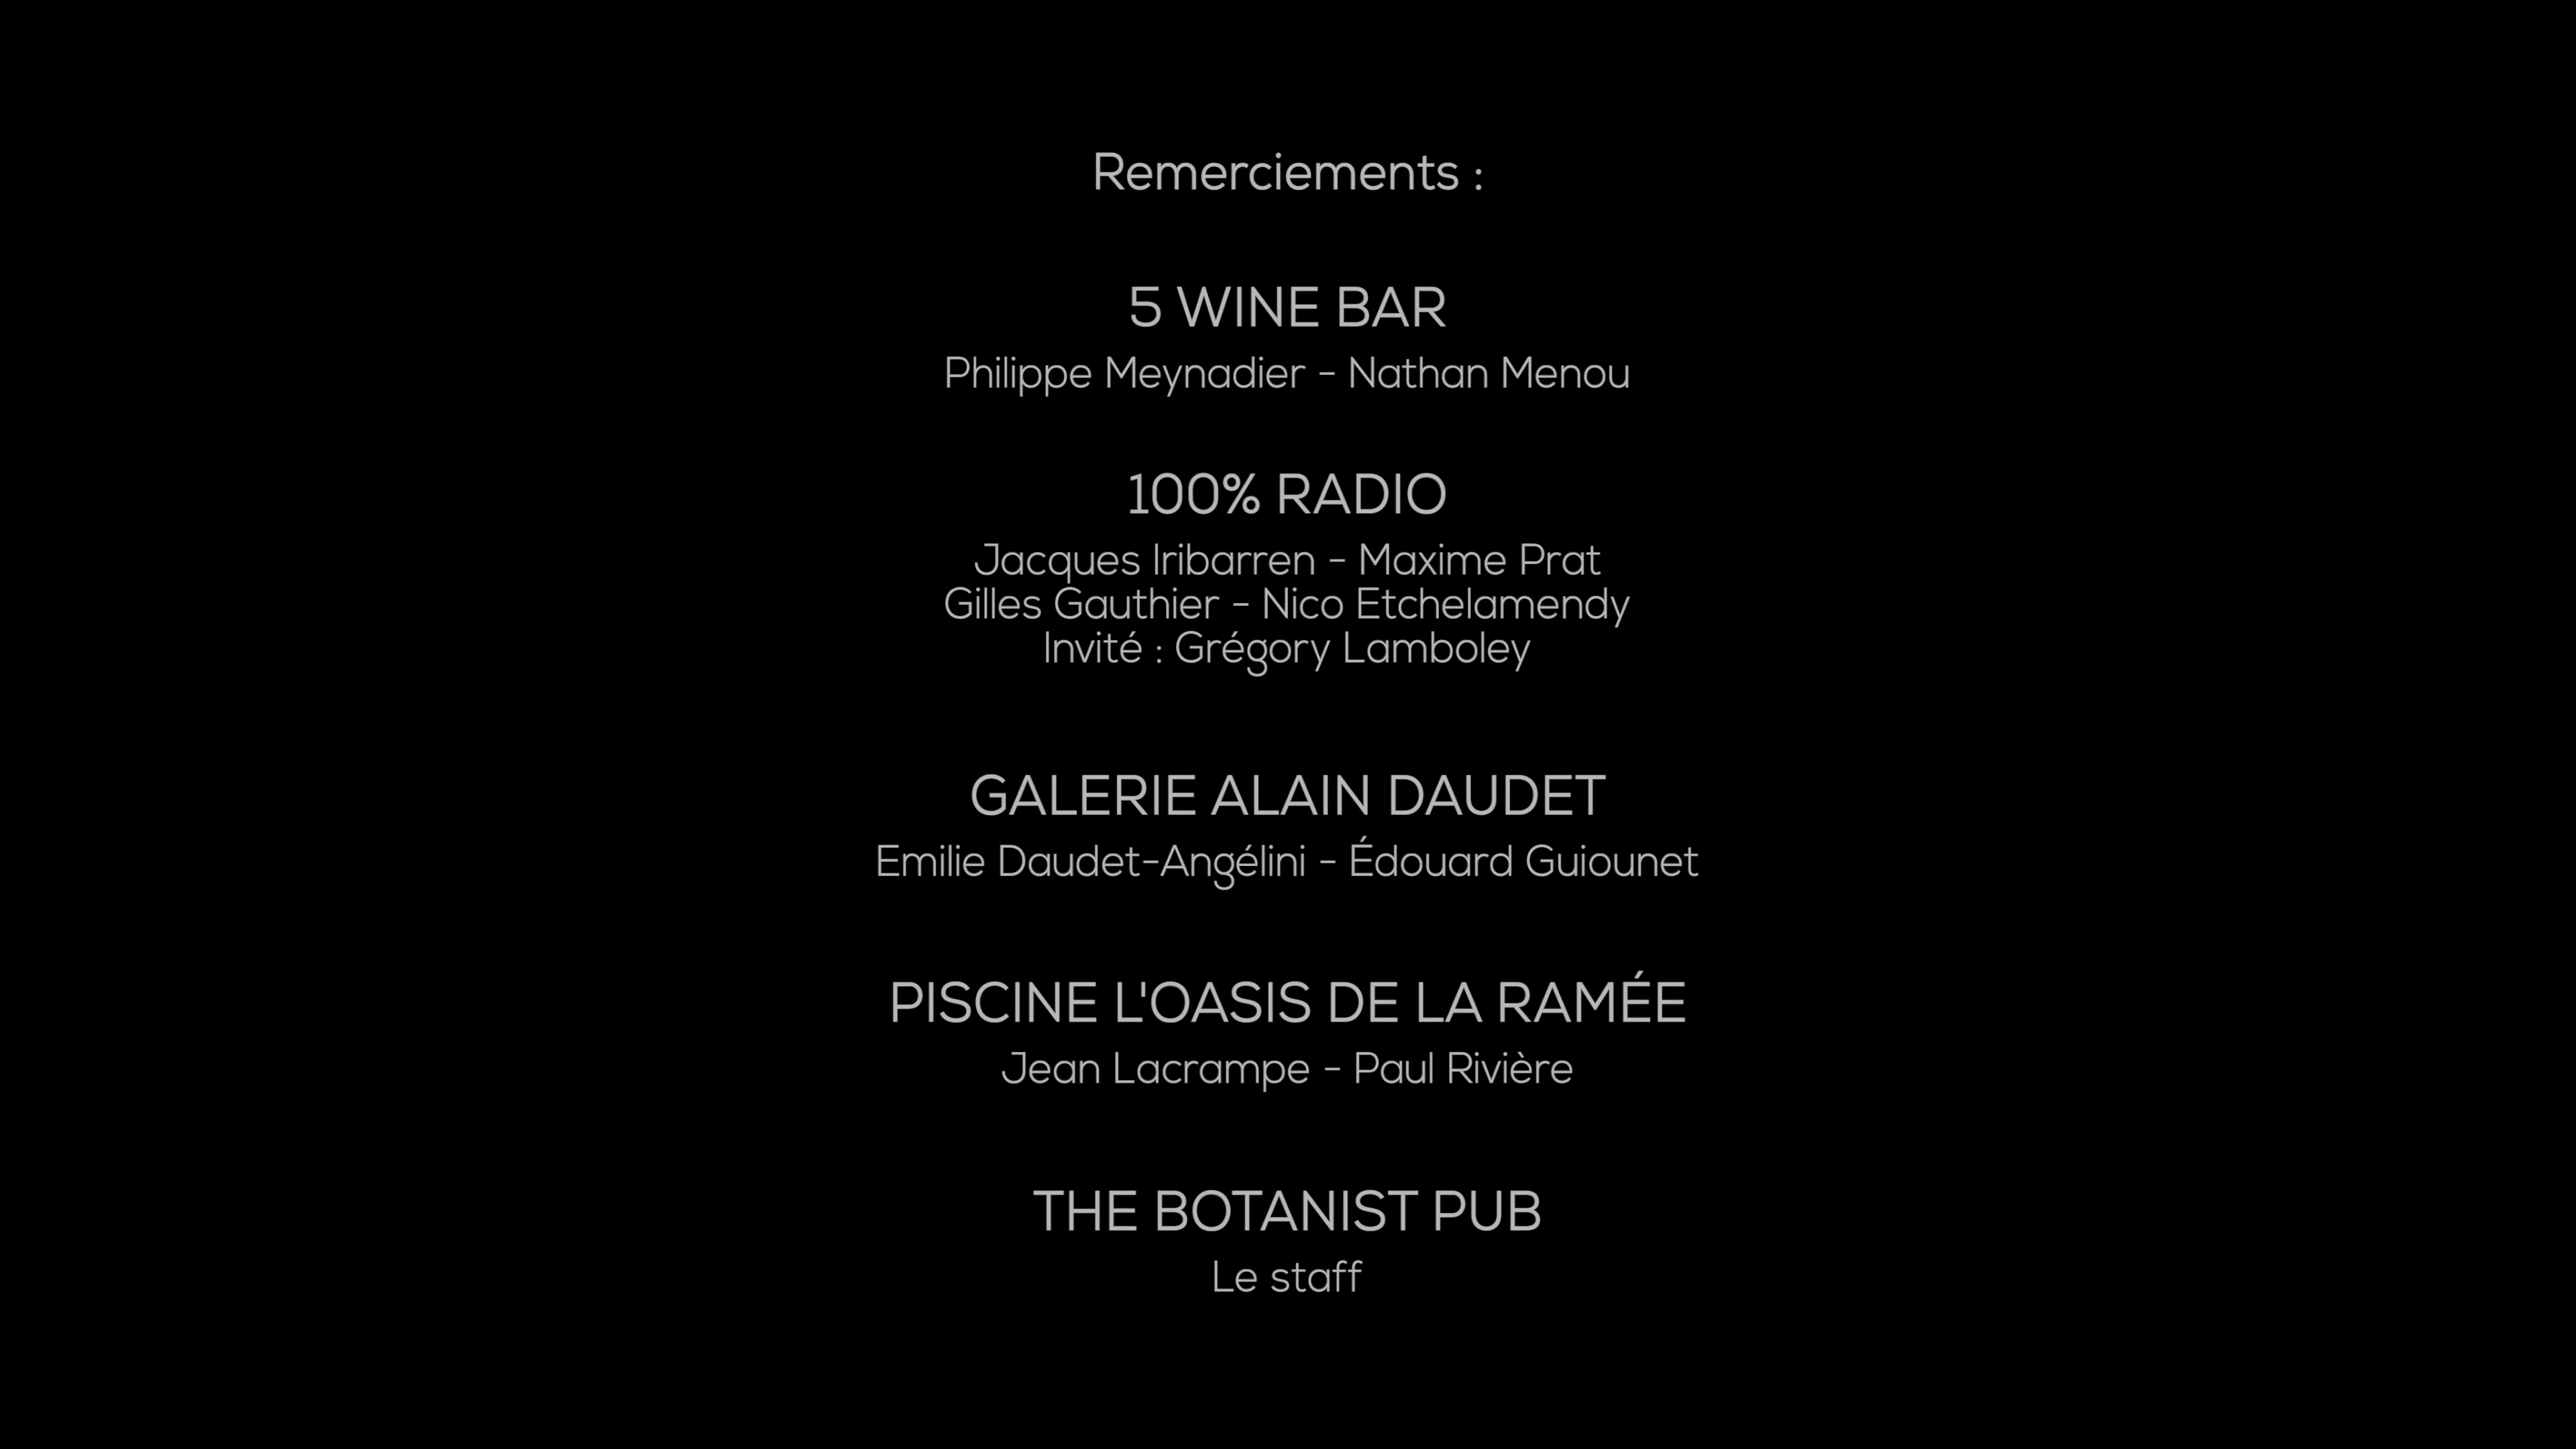 Remerciements :
5 WINE BAR
Philippe Meynadier - Nathan Menou
100% RADIO
Jacques Iribarren - Maxime Prat
Gilles Gauthier - Nico Etchelamendy
Invité : Grégory Lamboley
GALERIE ALAIN DAUDET
Emilie Daudet-Angélini - Édouard Guiounet
PISCINE L'OASIS DE LA RAMÉE
Jean Lacrampe - Paul Rivière
THE BOTANIST PUB
Le staff